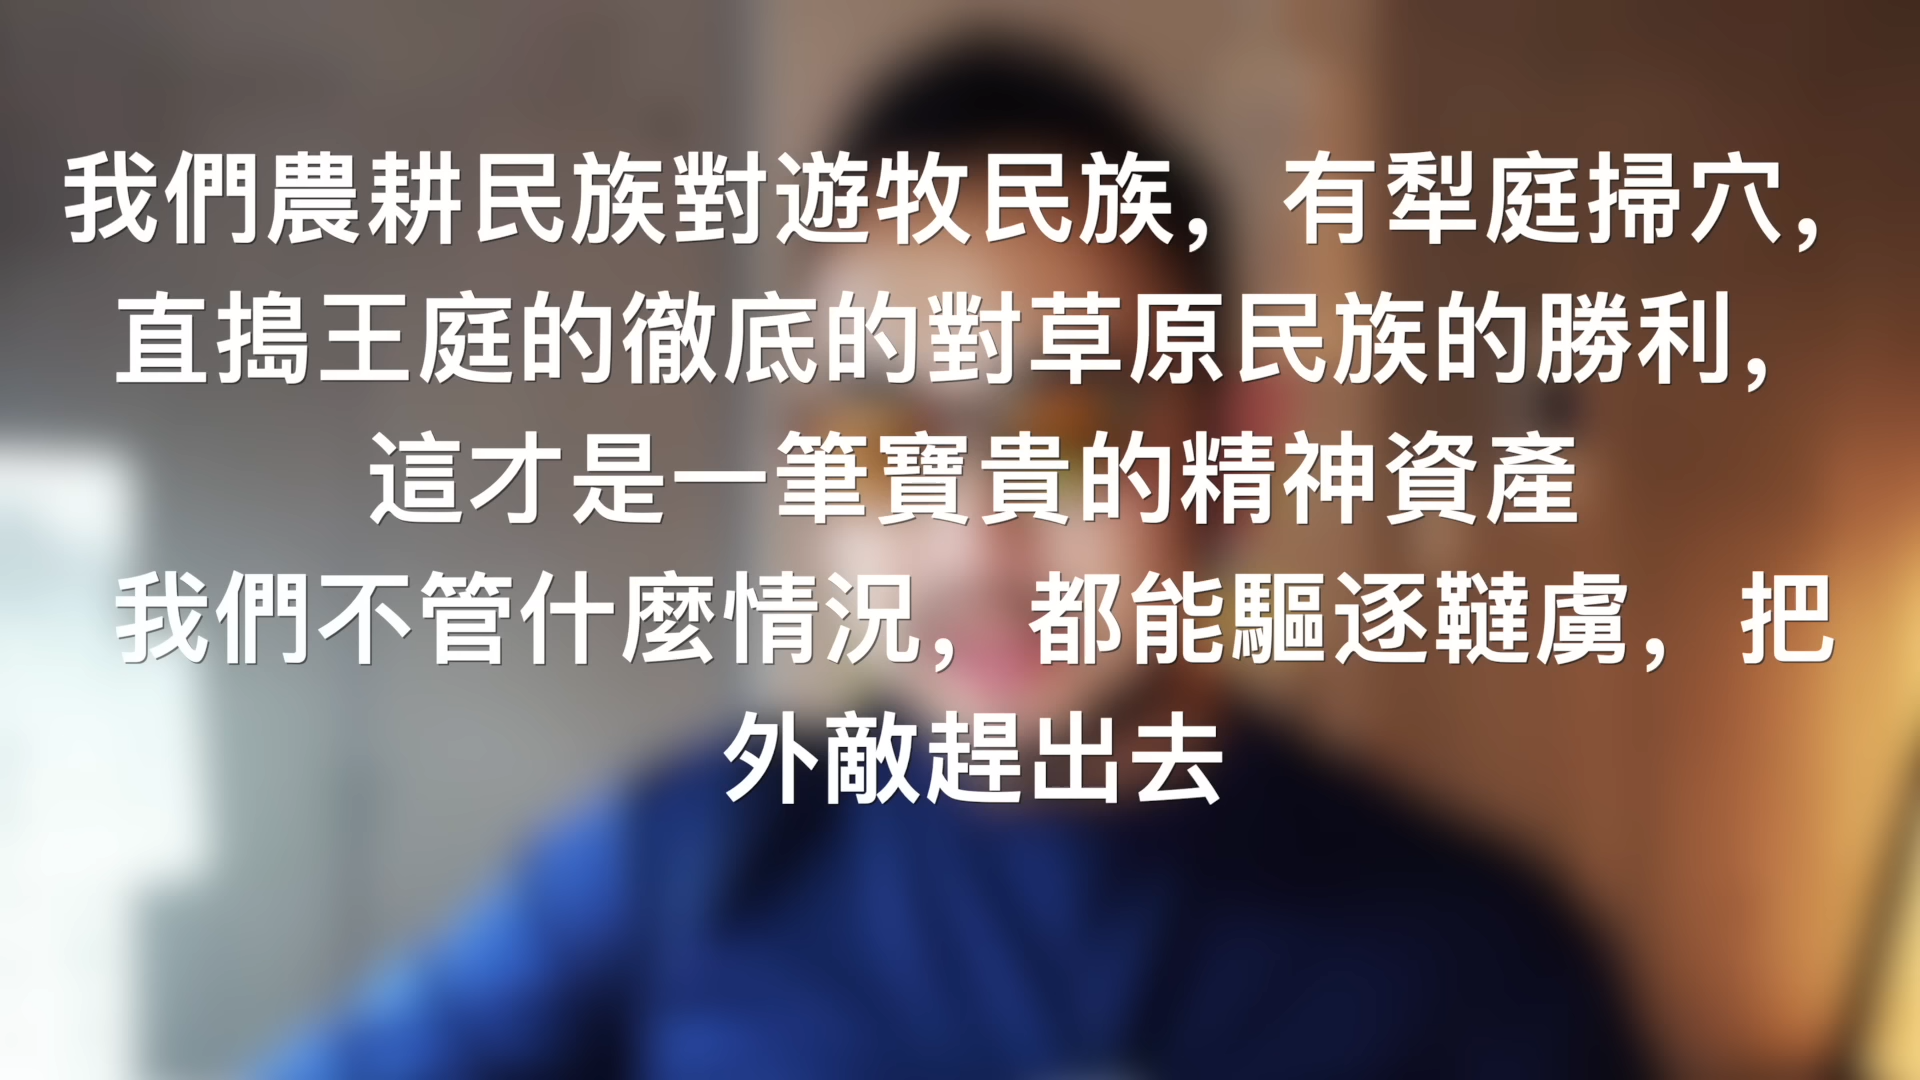 我們農耕民族對遊牧民族，有犁庭掃穴，
直搗王庭的徹底的對草原民族的勝利，
這才是一筆寶貴的精神資產
我們不管什麼情況，都能驅逐韃虜，把
外敵趕出去